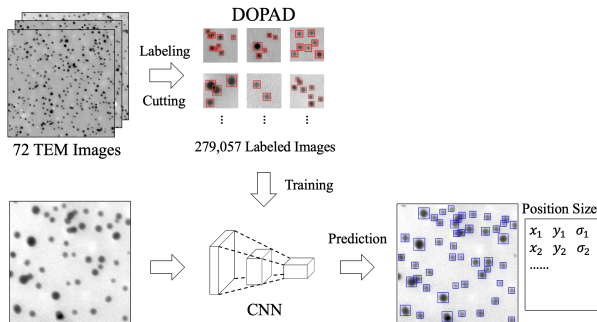 DOPAD
Labeling
Cutting
72 TEM Images
279,057 Labeled Images
Training
Prediction
CNN
Position Size
x₁ y₁ σ₁
x₂ y₂ σ₂
......